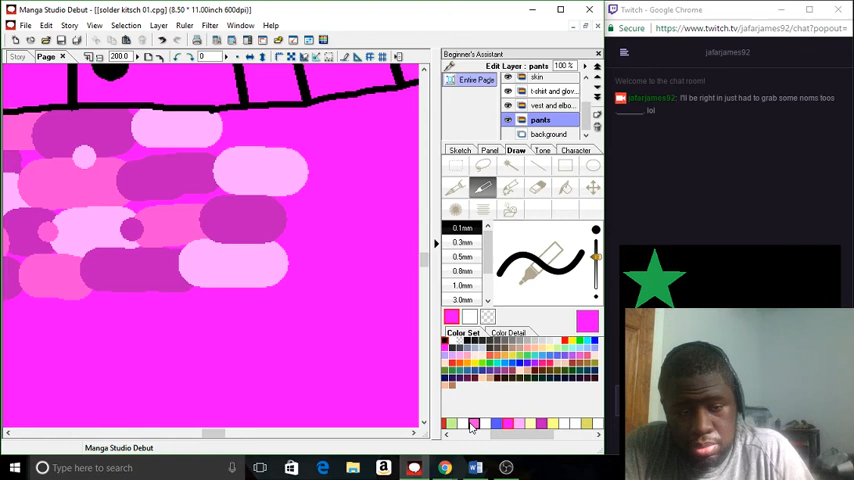 Manga Studio Debut - [[solder kitsch 01.cpg] (8.50 * 11.00inch 600dpi)]
File Edit Story View Selection Layer Ruler Filter Window Help
200.0
0
Story
Page
Beginner's Assistant
Edit Layer : pants 100 %
Entire Page
skin
t-shirt and glov...
vest and elbo...
pants
background
Sketch Panel Draw Tone Character
0.1mm
0.3mm
0.5mm
0.8mm
1.0mm
3.0mm
Color Set Color Detail
Manga Studio Debut
Type here to search
Twitch - Google Chrome
Secure https://www.twitch.tv/jafarjames92/chat?popout=
jafarjames92
Welcome to the chat room!
jafarjames92: I'll be right in just had to grab some noms toos
______, lol